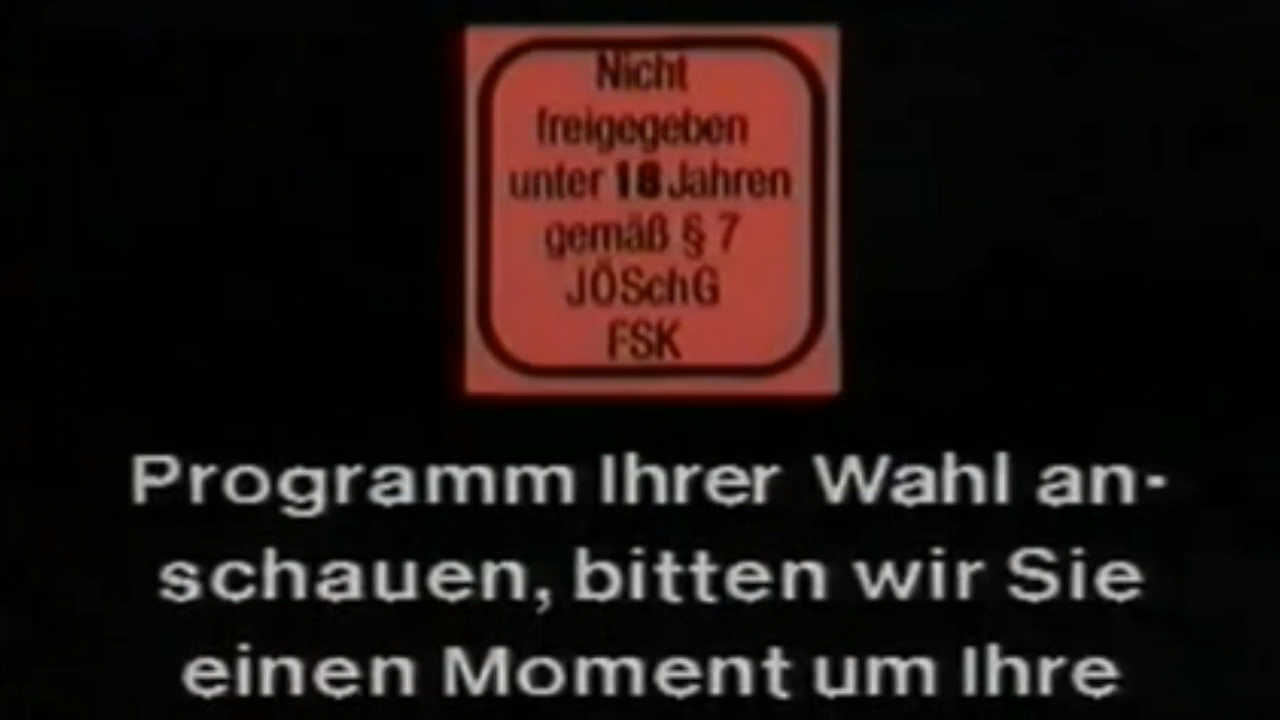 Nicht
freigegeben
unter 18 Jahren
gemäß § 7
JÖSchG
FSK
Programm Ihrer Wahl an-
schauen, bitten wir Sie
einen Moment um Ihre